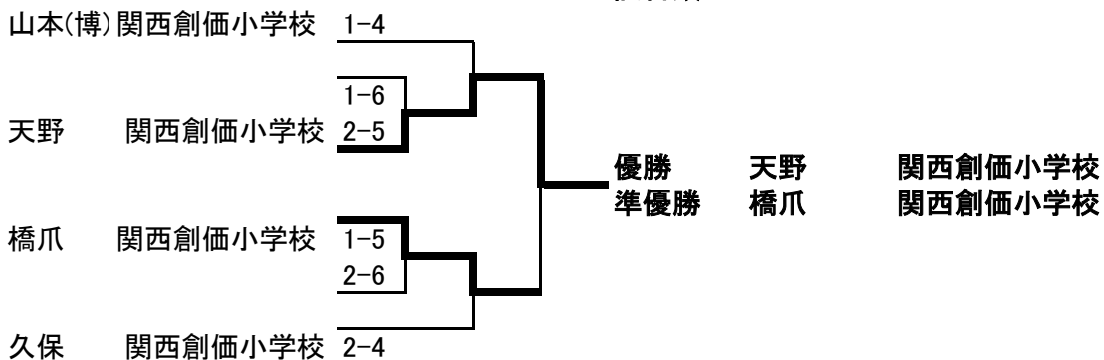 山本(博)関西創価小学校 1-4
1-6
天野 関西創価小学校 2-5
優勝 天野 関西創価小学校
準優勝 橋爪 関西創価小学校
橋爪 関西創価小学校 1-5
2-6
久保 関西創価小学校 2-4